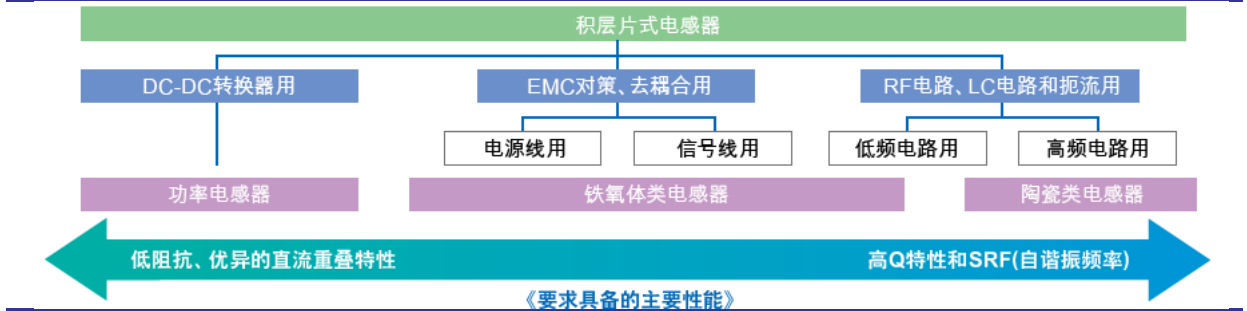 积层片式电感器
DC-DC转换器用
EMC对策、去耦合用
RF电路、LC电路和扼流用
电源线用
信号线用
低频电路用
高频电路用
功率电感器
铁氧体类电感器
陶瓷类电感器
低阻抗、优异的直流重叠特性
高Q特性和SRF(自谐振频率)
《要求具备的主要性能》